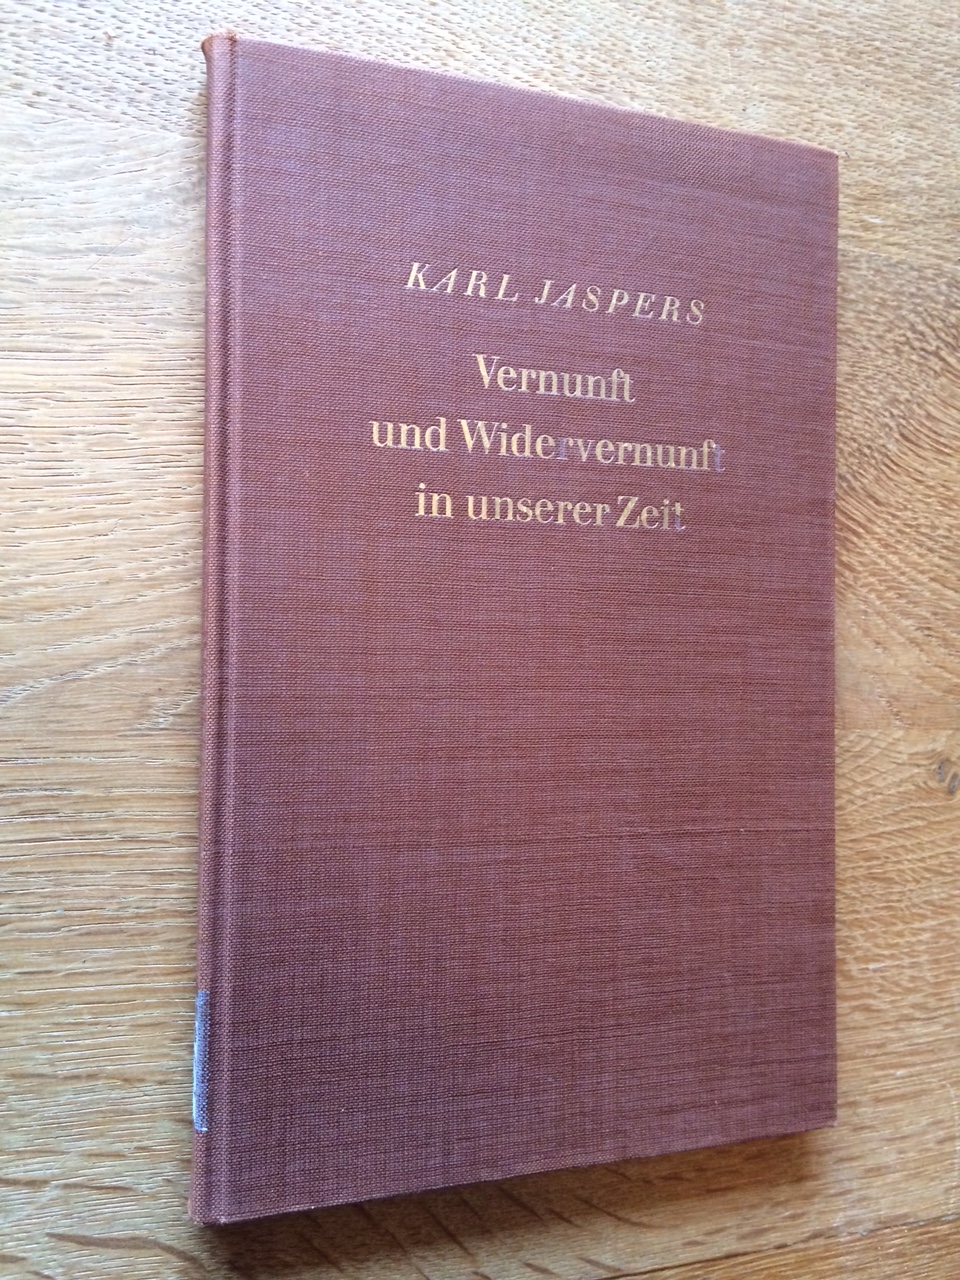 KARL JASPERS
Vernunft
und Widervernunft
in unserer Zeit